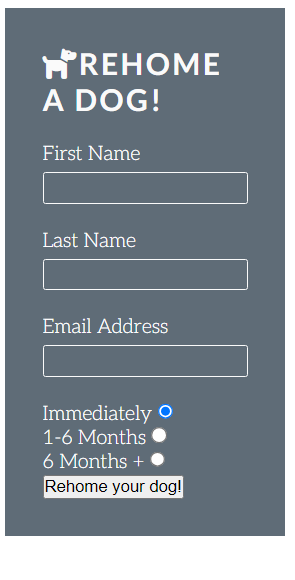 REHOME
A DOG!
First Name
Last Name
Email Address
Immediately
1-6 Months
6 Months +
Rehome your dog!